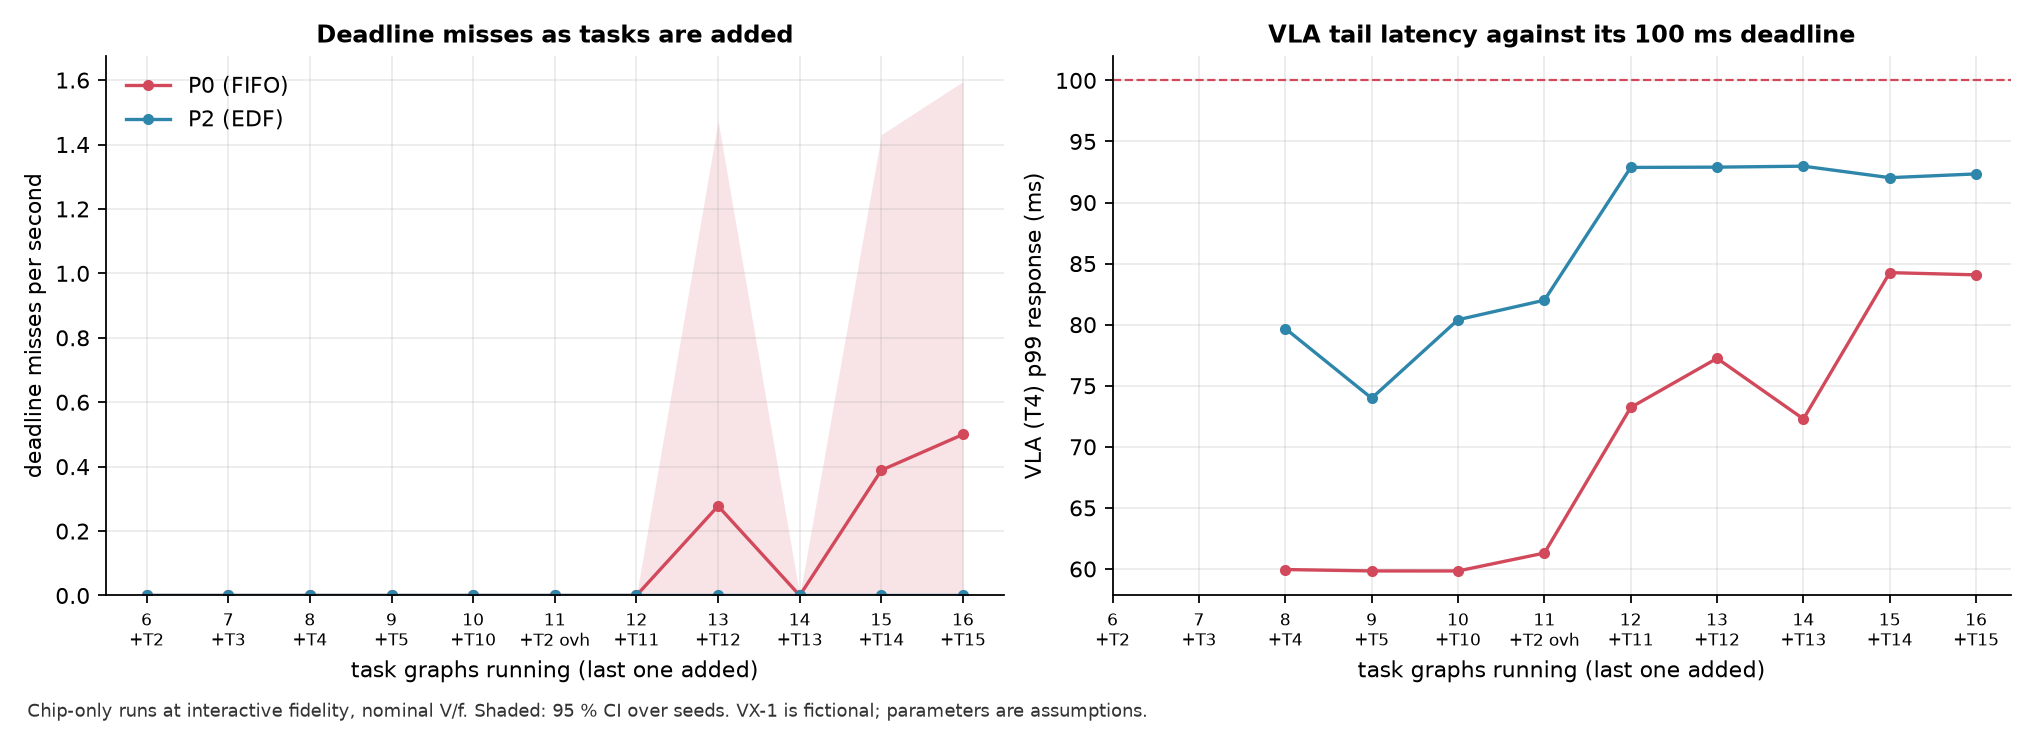 Deadline misses as tasks are added
deadline misses per second
1.6
1.4
1.2
1.0
0.8
0.6
0.4
0.2
0.0
P0 (FIFO)
P2 (EDF)
6 7 8 9 10 11 12 13 14 15 16
+T2 +T3 +T4 +T5 +T10 +T2 ovh +T11 +T12 +T13 +T14 +T15
task graphs running (last one added)
VLA tail latency against its 100 ms deadline
VLA (T4) p99 response (ms)
100
95
90
85
80
75
70
65
60
6 7 8 9 10 11 12 13 14 15 16
+T2 +T3 +T4 +T5 +T10 +T2 ovh +T11 +T12 +T13 +T14 +T15
task graphs running (last one added)
Chip-only runs at interactive fidelity, nominal V/f. Shaded: 95 % CI over seeds. VX-1 is fictional; parameters are assumptions.